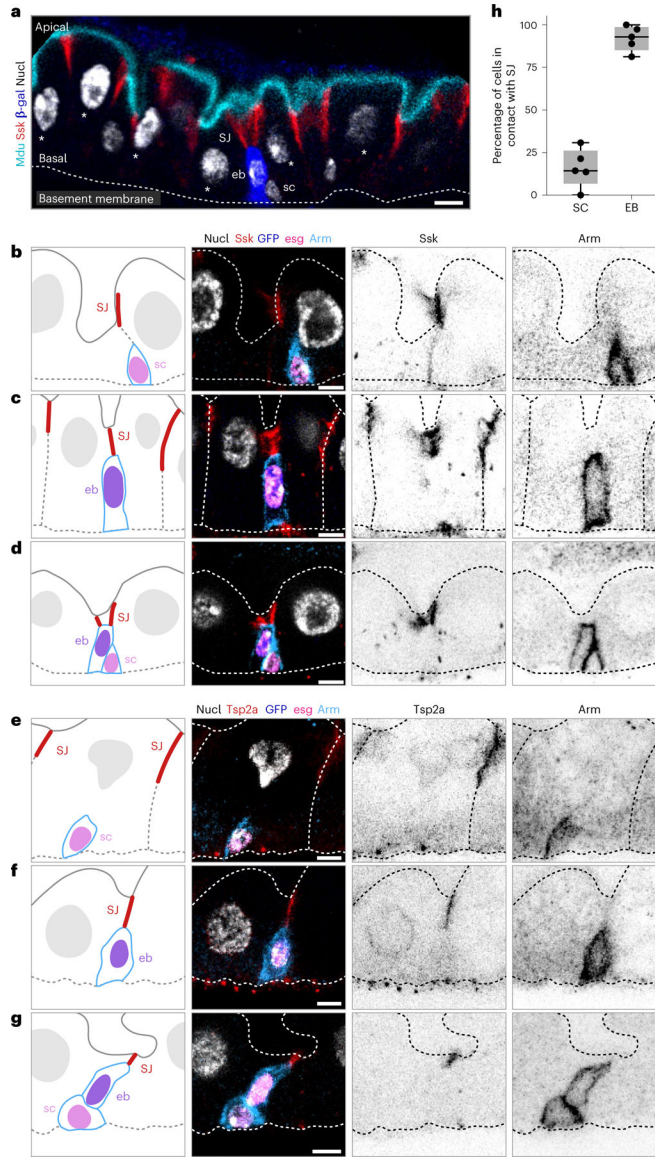 a
Apical
Mdu Ssk β-gal Nucl
SJ
Basal
eb
sc
Basement membrane
*
*
*
*
*
*
h
Percentage of cells in
contact with SJ
100
75
50
25
0
SC
EB
Nucl Ssk GFP esg Arm
Ssk
Arm
b
SJ
sc
c
SJ
eb
d
SJ
eb
sc
Nucl Tsp2a GFP esg Arm
Tsp2a
Arm
e
SJ
SJ
sc
f
SJ
eb
g
SJ
eb
sc